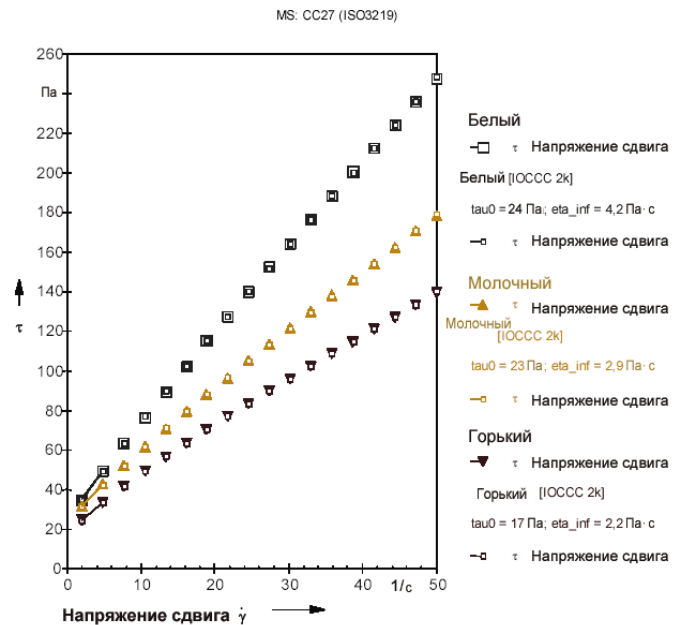 MS: CC27 (ISO3219)
260
Па
220
200
180
160
140
120
100
80
60
40
20
0
τ
0 10 20 30 40 1/с 50
Напряжение сдвига γ̇
Белый
τ Напряжение сдвига
Белый [IOCCC 2k]
tau0 = 24 Па; eta_inf = 4,2 Па· с
τ Напряжение сдвига
Молочный
τ Напряжение сдвига
Молочный
[IOCCC 2k]
tau0 = 23 Па; eta_inf = 2,9 Па· с
τ Напряжение сдвига
Горький
τ Напряжение сдвига
Горький [IOCCC 2k]
tau0 = 17 Па; eta_inf = 2,2 Па· с
τ Напряжение сдвига